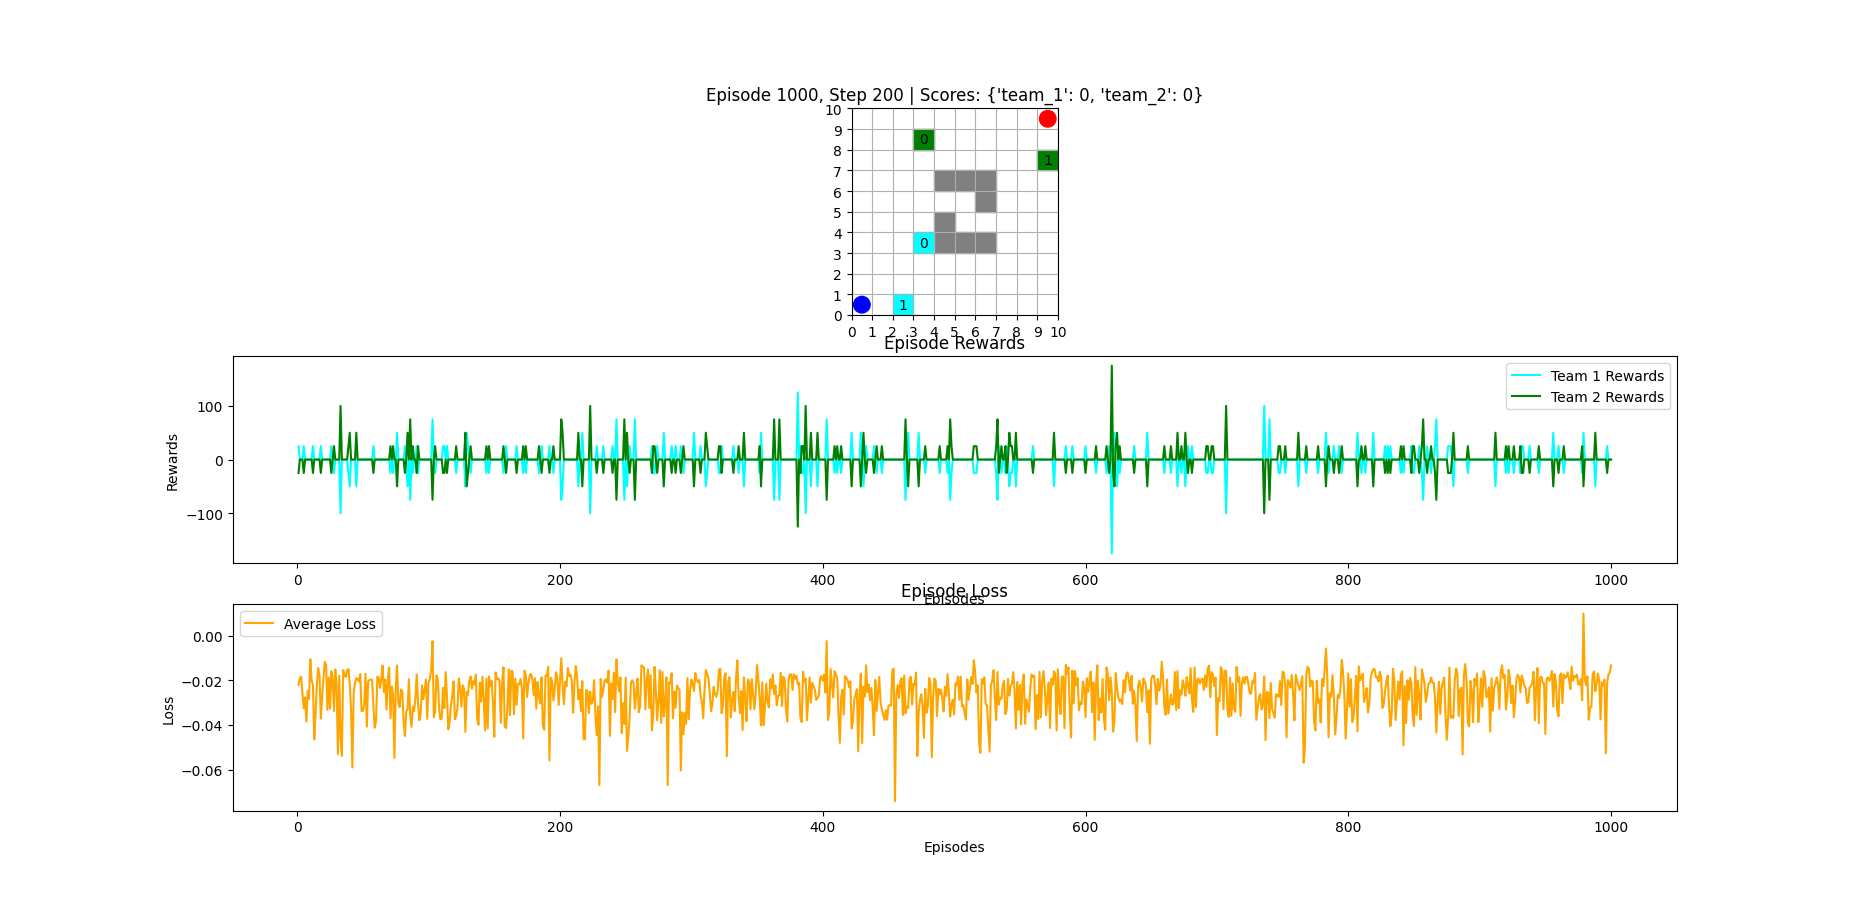 Episode 1000, Step 200 | Scores: {'team_1': 0, 'team_2': 0}
10
9
8
7
6
5
4
3
2
1
0
0
1
0
1
0 1 2 3 4 5 6 7 8 9 10
Episode Rewards
Rewards
100
0
−100
Team 1 Rewards
Team 2 Rewards
0 200 400 600 800 1000
Episodes
Episode Loss
Loss
0.00
−0.02
−0.04
−0.06
Average Loss
0 200 400 600 800 1000
Episodes